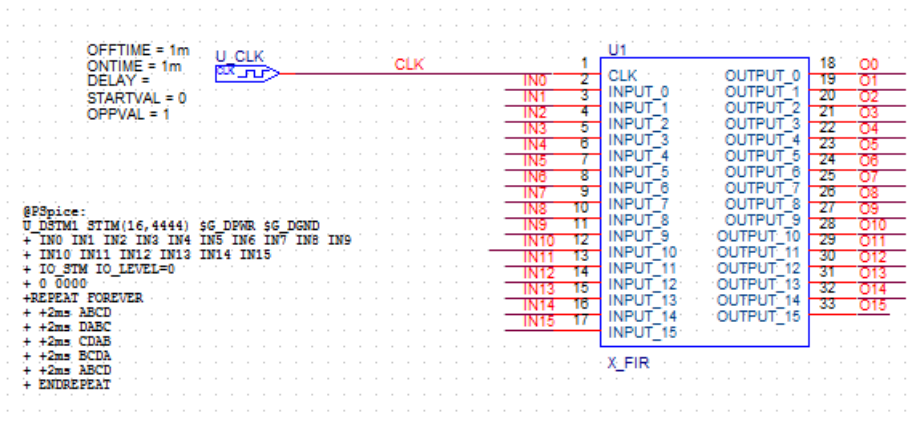 OFFTIME = 1m
ONTIME = 1m
DELAY =
STARTVAL = 0
OPPVAL = 1
U_CLK
CLK
CLK
U1
1
CLK
IN0 2 INPUT_0
IN1 3 INPUT_1
IN2 4 INPUT_2
IN3 5 INPUT_3
IN4 6 INPUT_4
IN5 7 INPUT_5
IN6 8 INPUT_6
IN7 9 INPUT_7
IN8 10 INPUT_8
IN9 11 INPUT_9
IN10 12 INPUT_10
IN11 13 INPUT_11
IN12 14 INPUT_12
IN13 15 INPUT_13
IN14 16 INPUT_14
IN15 17 INPUT_15
OUTPUT_0 18 O0
OUTPUT_1 19 O1
OUTPUT_2 20 O2
OUTPUT_3 21 O3
OUTPUT_4 22 O4
OUTPUT_5 23 O5
OUTPUT_6 24 O6
OUTPUT_7 25 O7
OUTPUT_8 26 O8
OUTPUT_9 27 O9
OUTPUT_10 28 O10
OUTPUT_11 29 O11
OUTPUT_12 30 O12
OUTPUT_13 31 O13
OUTPUT_14 32 O14
OUTPUT_15 33 O15
X_FIR
@PSpice:
U_DSTM1 STIM(16,4444) $G_DPWR $G_DGND
+ IN0 IN1 IN2 IN3 IN4 IN5 IN6 IN7 IN8 IN9
+ IN10 IN11 IN12 IN13 IN14 IN15
+ IO_STM IO_LEVEL=0
+ 0 0000
+REPEAT FOREVER
+ +2ms ABCD
+ +2ms DABC
+ +2ms CDAB
+ +2ms BCDA
+ +2ms ABCD
+ ENDREPEAT